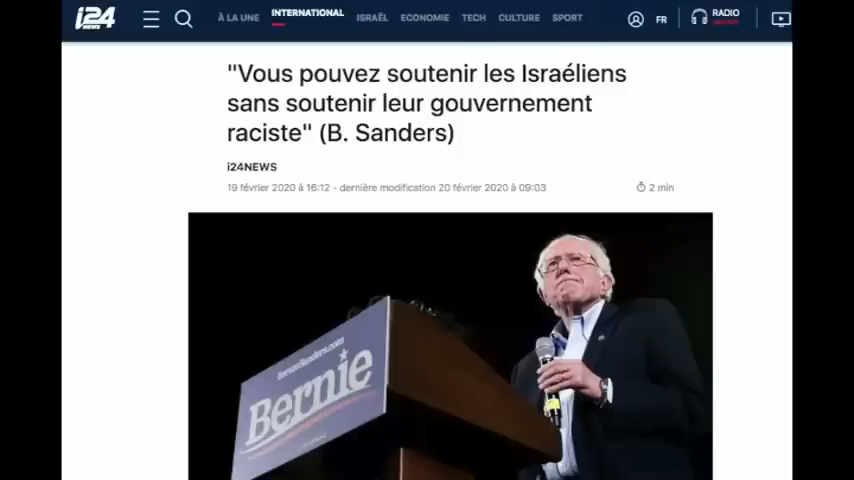 i24
NEWS
À LA UNE
INTERNATIONAL
ISRAËL
ECONOMIE
TECH
CULTURE
SPORT
FR
RADIO
"Vous pouvez soutenir les Israéliens
sans soutenir leur gouvernement
raciste" (B. Sanders)
i24NEWS
19 février 2020 à 16:12 - dernière modification 20 février 2020 à 09:03
2 min
BernieSanders.com
Bernie